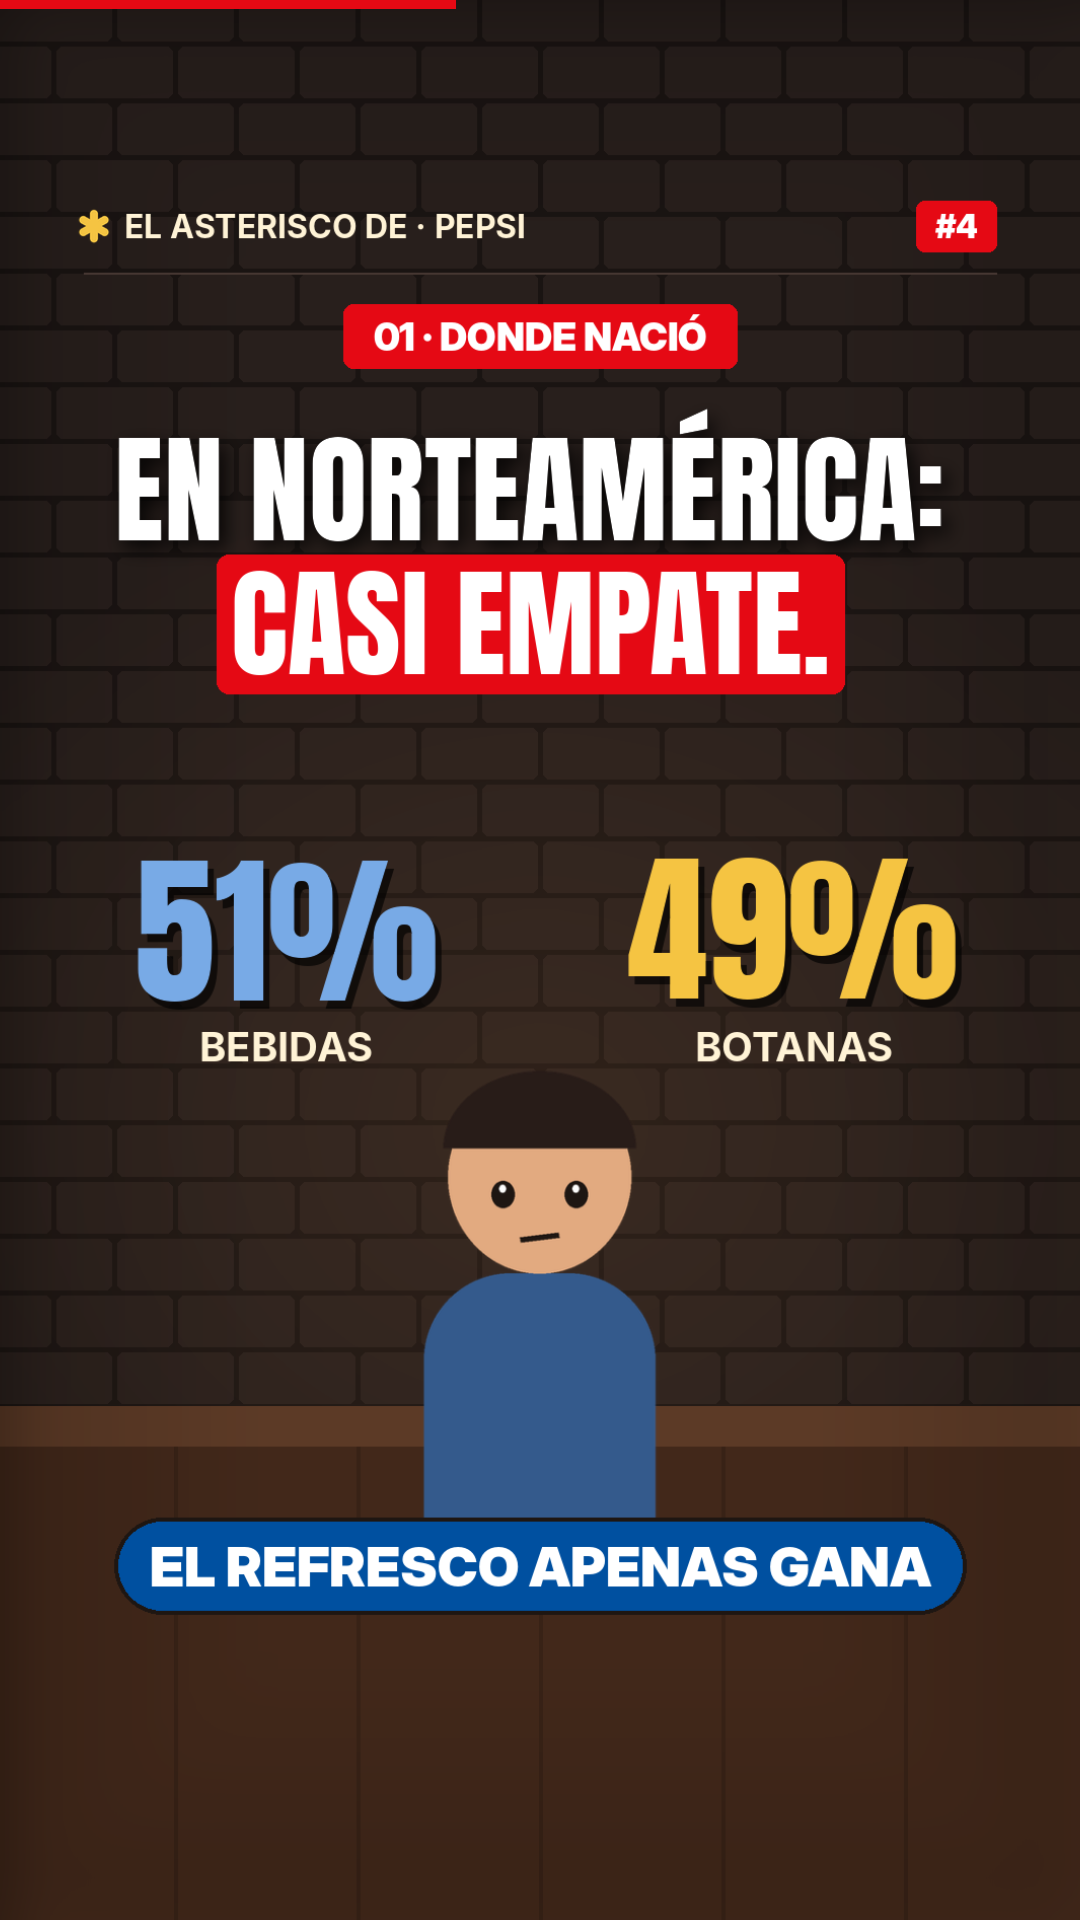 EL ASTERISCO DE · PEPSI
#4
01 · DONDE NACIÓ
EN NORTEAMÉRICA:
CASI EMPATE.
51%
49%
BEBIDAS
BOTANAS
EL REFRESCO APENAS GANA